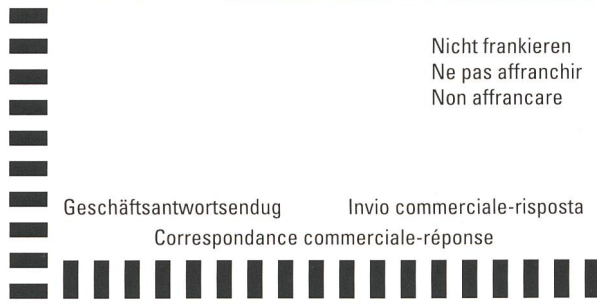 Nicht frankieren
Ne pas affranchir
Non affrancare
Geschäftsantwortsendug Invio commerciale-risposta
Correspondance commerciale-réponse